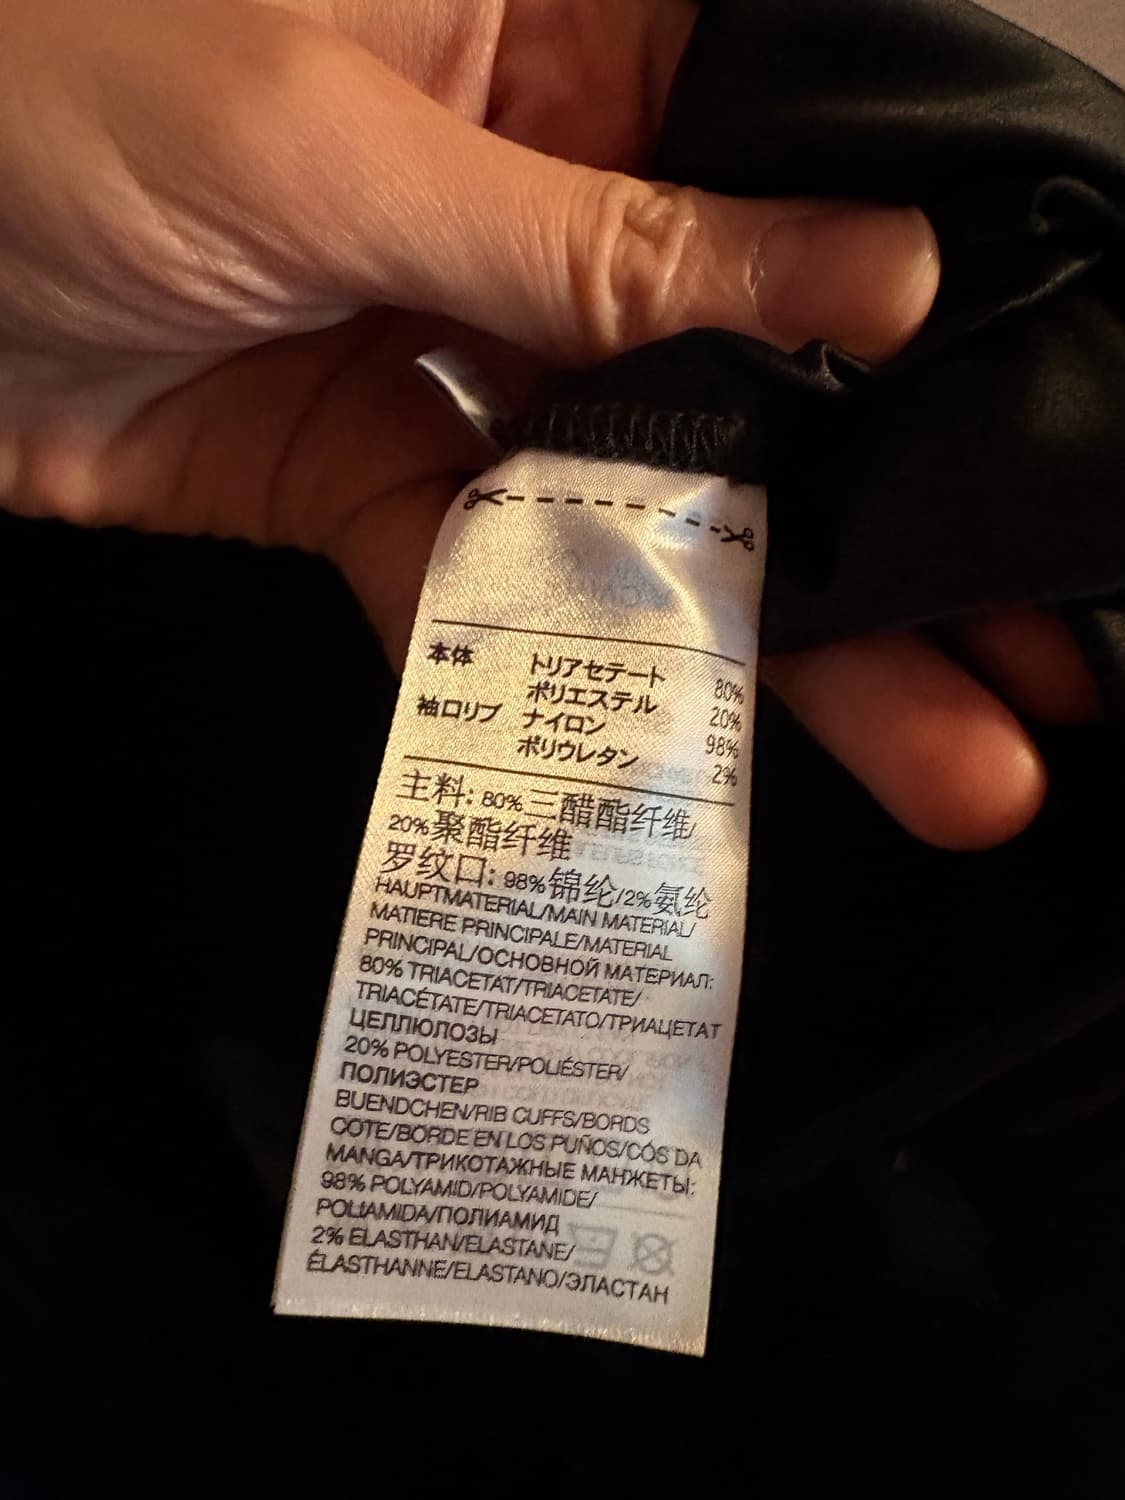 本体 トリアセテート 80%
ポリエステル 20%
袖口リブ ナイロン 98%
ポリウレタン 2%
主料: 80%三醋酯纤维/
20%聚酯纤维
罗纹口: 98%锦纶/2%氨纶
HAUPTMATERIAL/MAIN MATERIAL/
MATIERE PRINCIPALE/MATERIAL
PRINCIPAL/ОСНОВНОЙ МАТЕРИАЛ:
80% TRIACETAT/TRIACETATE/
TRIACÉTATE/TRIACETATO/ТРИАЦЕТАТ
ЦЕЛЛЮЛОЗЫ
20% POLYESTER/POLIÉSTER/
ПОЛИЭСТЕР
BUENDCHEN/RIB CUFFS/BORDS
COTE/BORDE EN LOS PUÑOS/CÓS DA
MANGA/ТРИКОТАЖНЫЕ МАНЖЕТЫ:
98% POLYAMID/POLYAMIDE/
POLIAMIDA/ПОЛИАМИД
2% ELASTHAN/ELASTANE/
ÉLASTHANNE/ELASTANO/ЭЛАСТАН